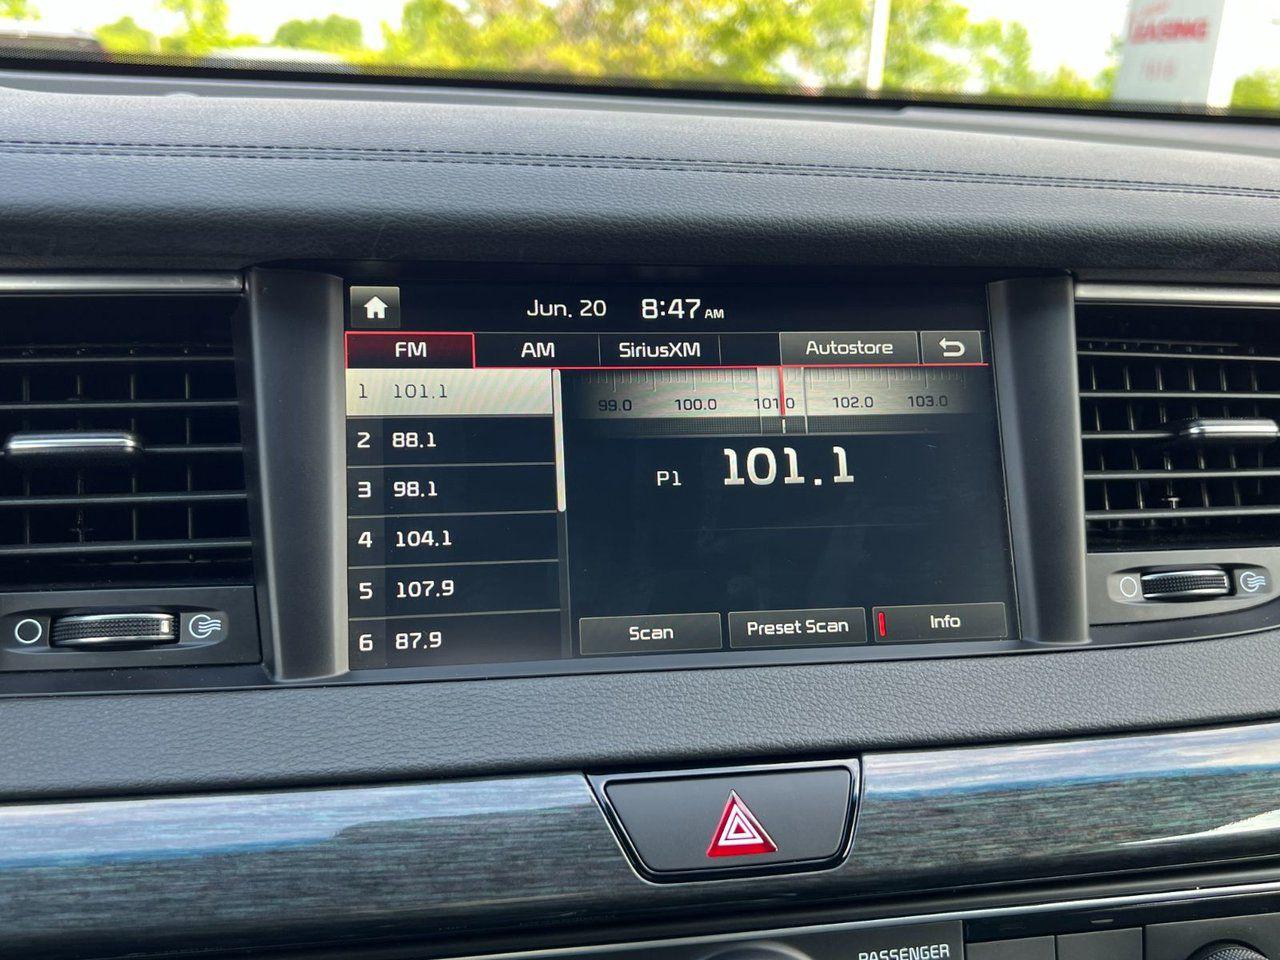 LEASING
Jun. 20 8:47 AM
FM AM SiriusXM Autostore
1 101.1
99.0 100.0 101.0 102.0 103.0
2 88.1
P1 101.1
3 98.1
4 104.1
5 107.9
6 87.9
Scan Preset Scan Info
PASSENGER